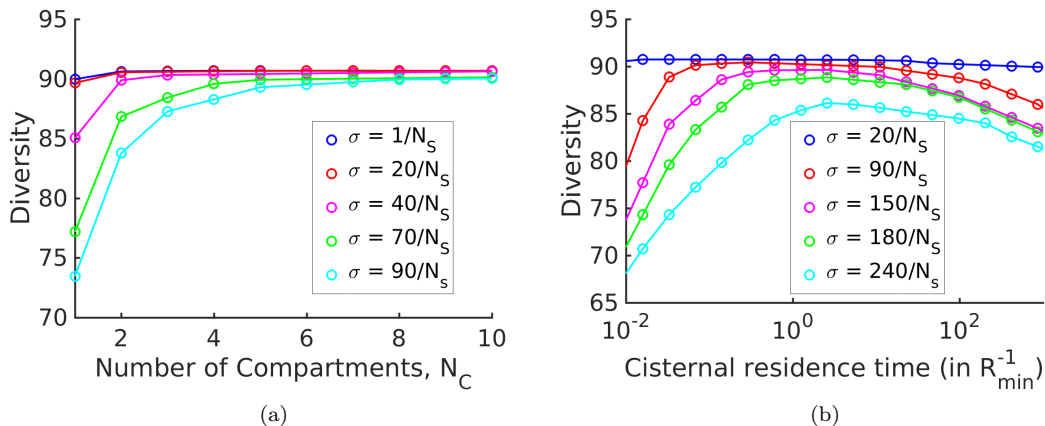 95
90
85
80
75
70
Diversity
2
4
6
8
10
Number of Compartments, N_C
σ = 1/N_S
σ = 20/N_S
σ = 40/N_S
σ = 70/N_S
σ = 90/N_s
(a)
95
90
85
80
75
70
65
Diversity
10^-2
10^0
10^2
Cisternal residence time (in R_min^-1)
σ = 20/N_S
σ = 90/N_S
σ = 150/N_S
σ = 180/N_S
σ = 240/N_s
(b)